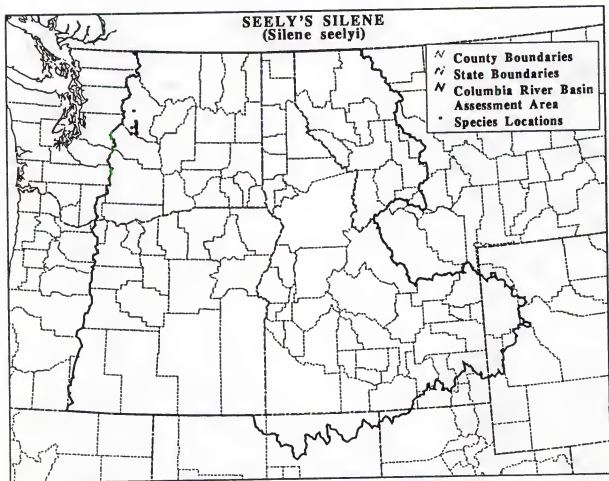 SEELY'S SILENE
(Silene seelyi)
County Boundaries
State Boundaries
Columbia River Basin
Assessment Area
Species Locations